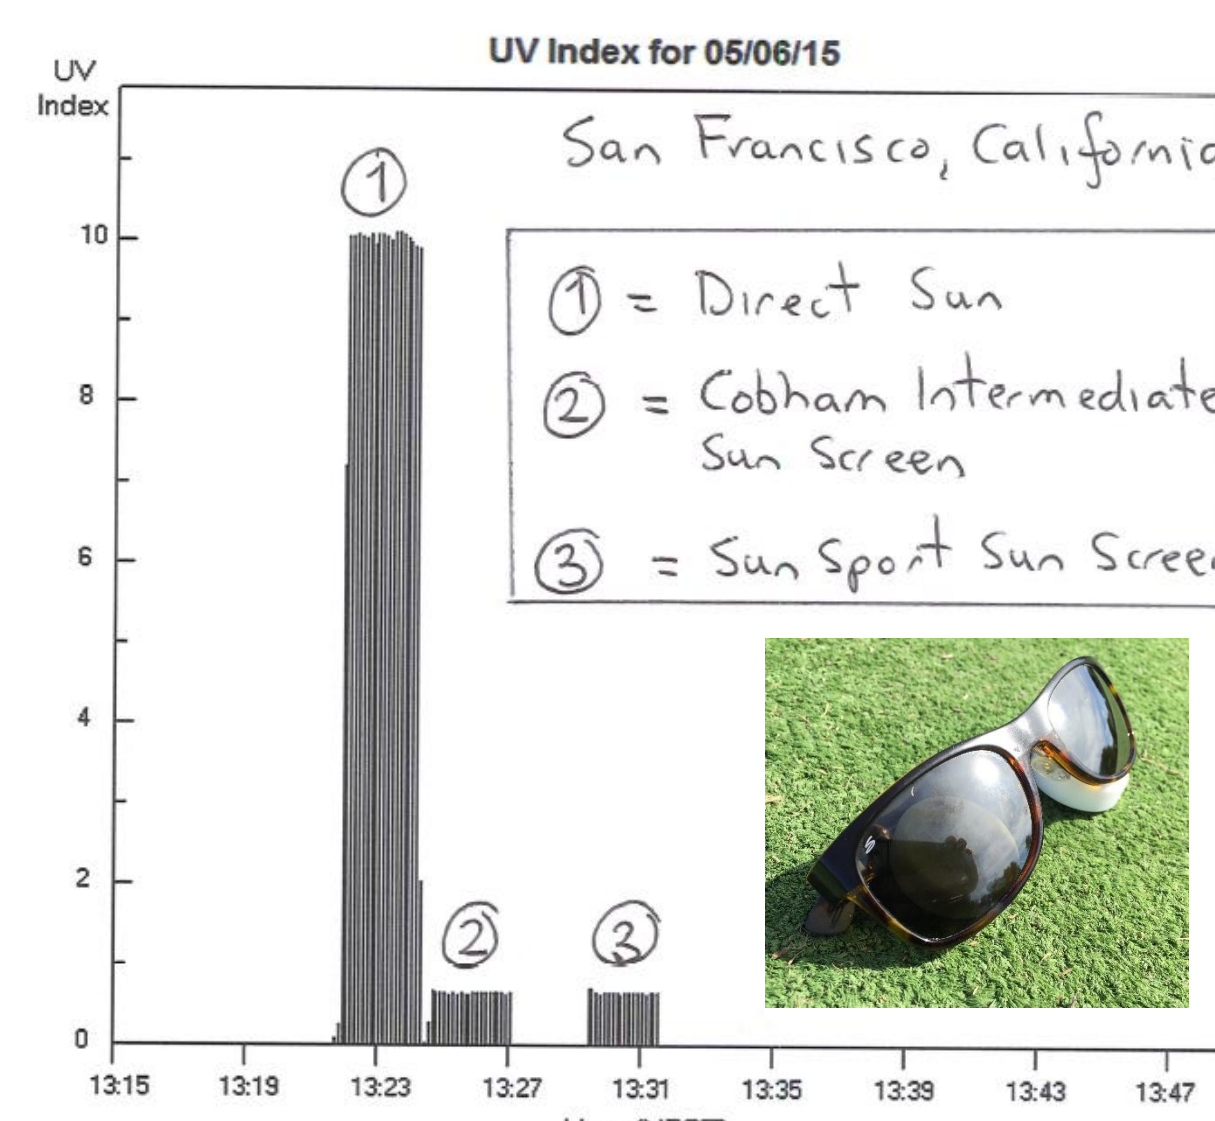 UV Index for 05/06/15
UV
Index
San Francisco, California
① = Direct Sun
② = Cobham Intermediate
Sun Screen
③ = Sun Sport Sun Screen
①
10
8
6
4
2
0
②
③
13:15 13:19 13:23 13:27 13:31 13:35 13:39 13:43 13:47